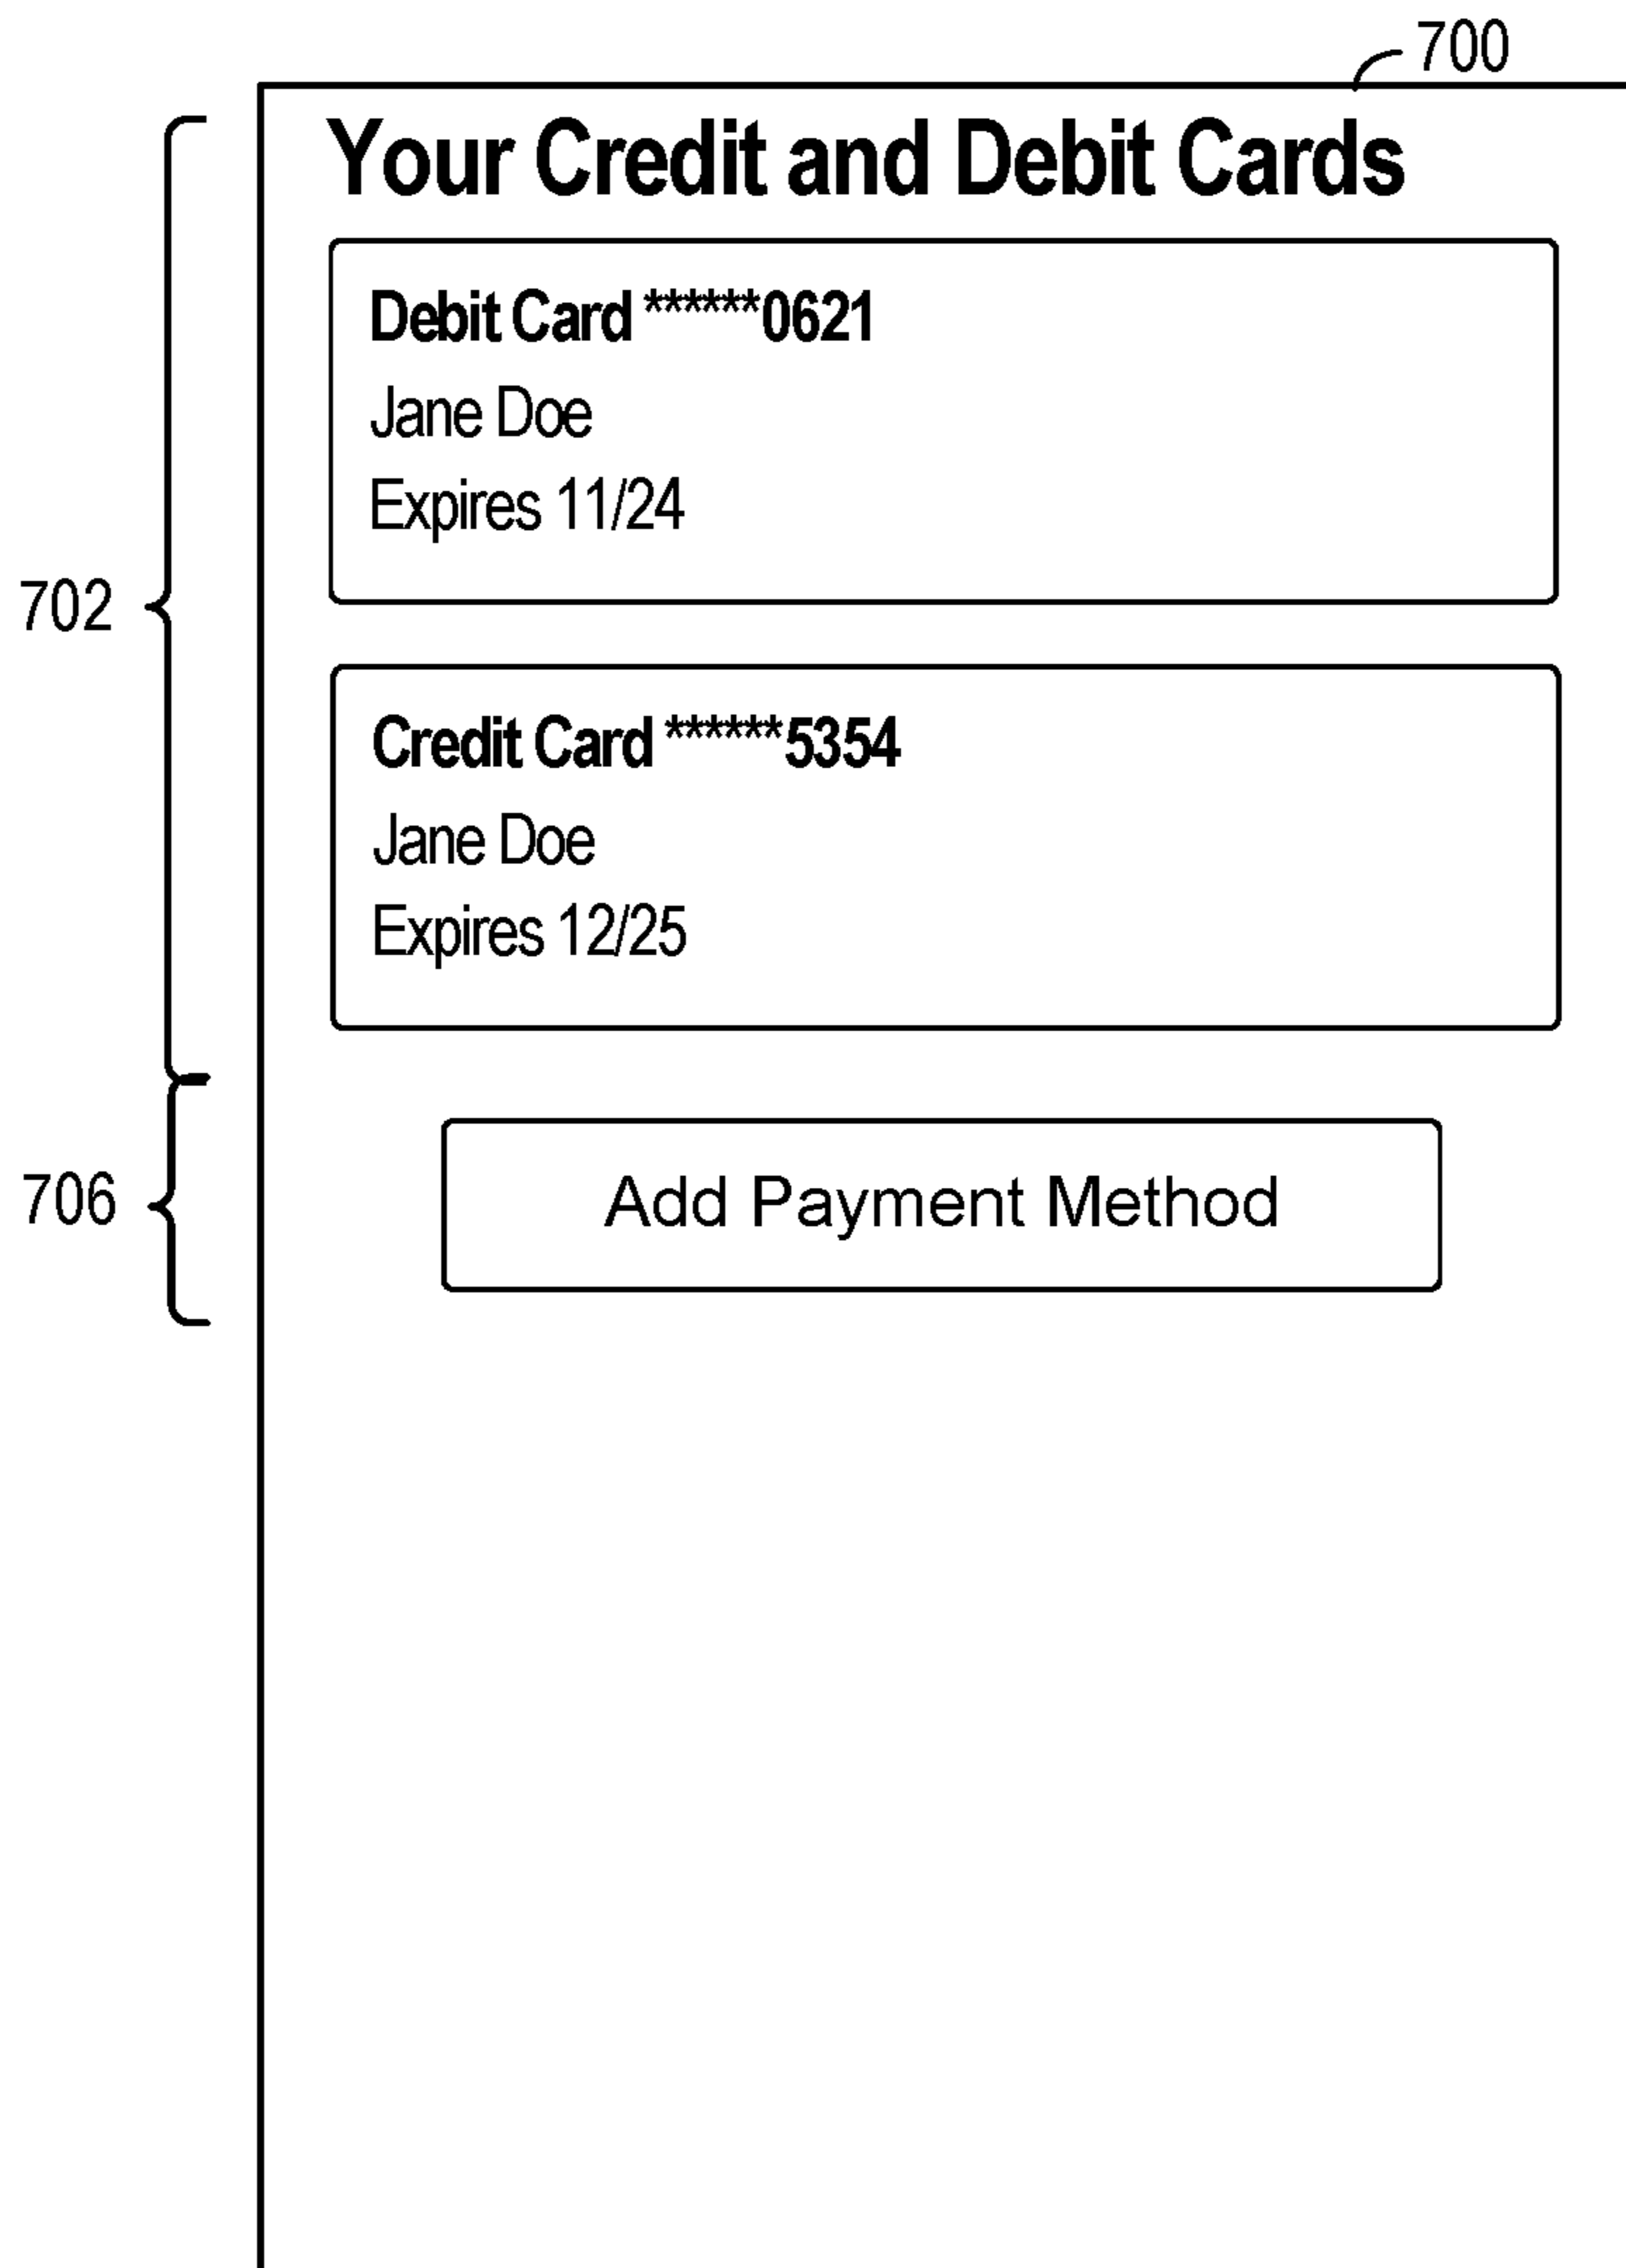 700
Your Credit and Debit Cards
Debit Card ******0621
Jane Doe
Expires 11/24
702
Credit Card ******5354
Jane Doe
Expires 12/25
706
Add Payment Method